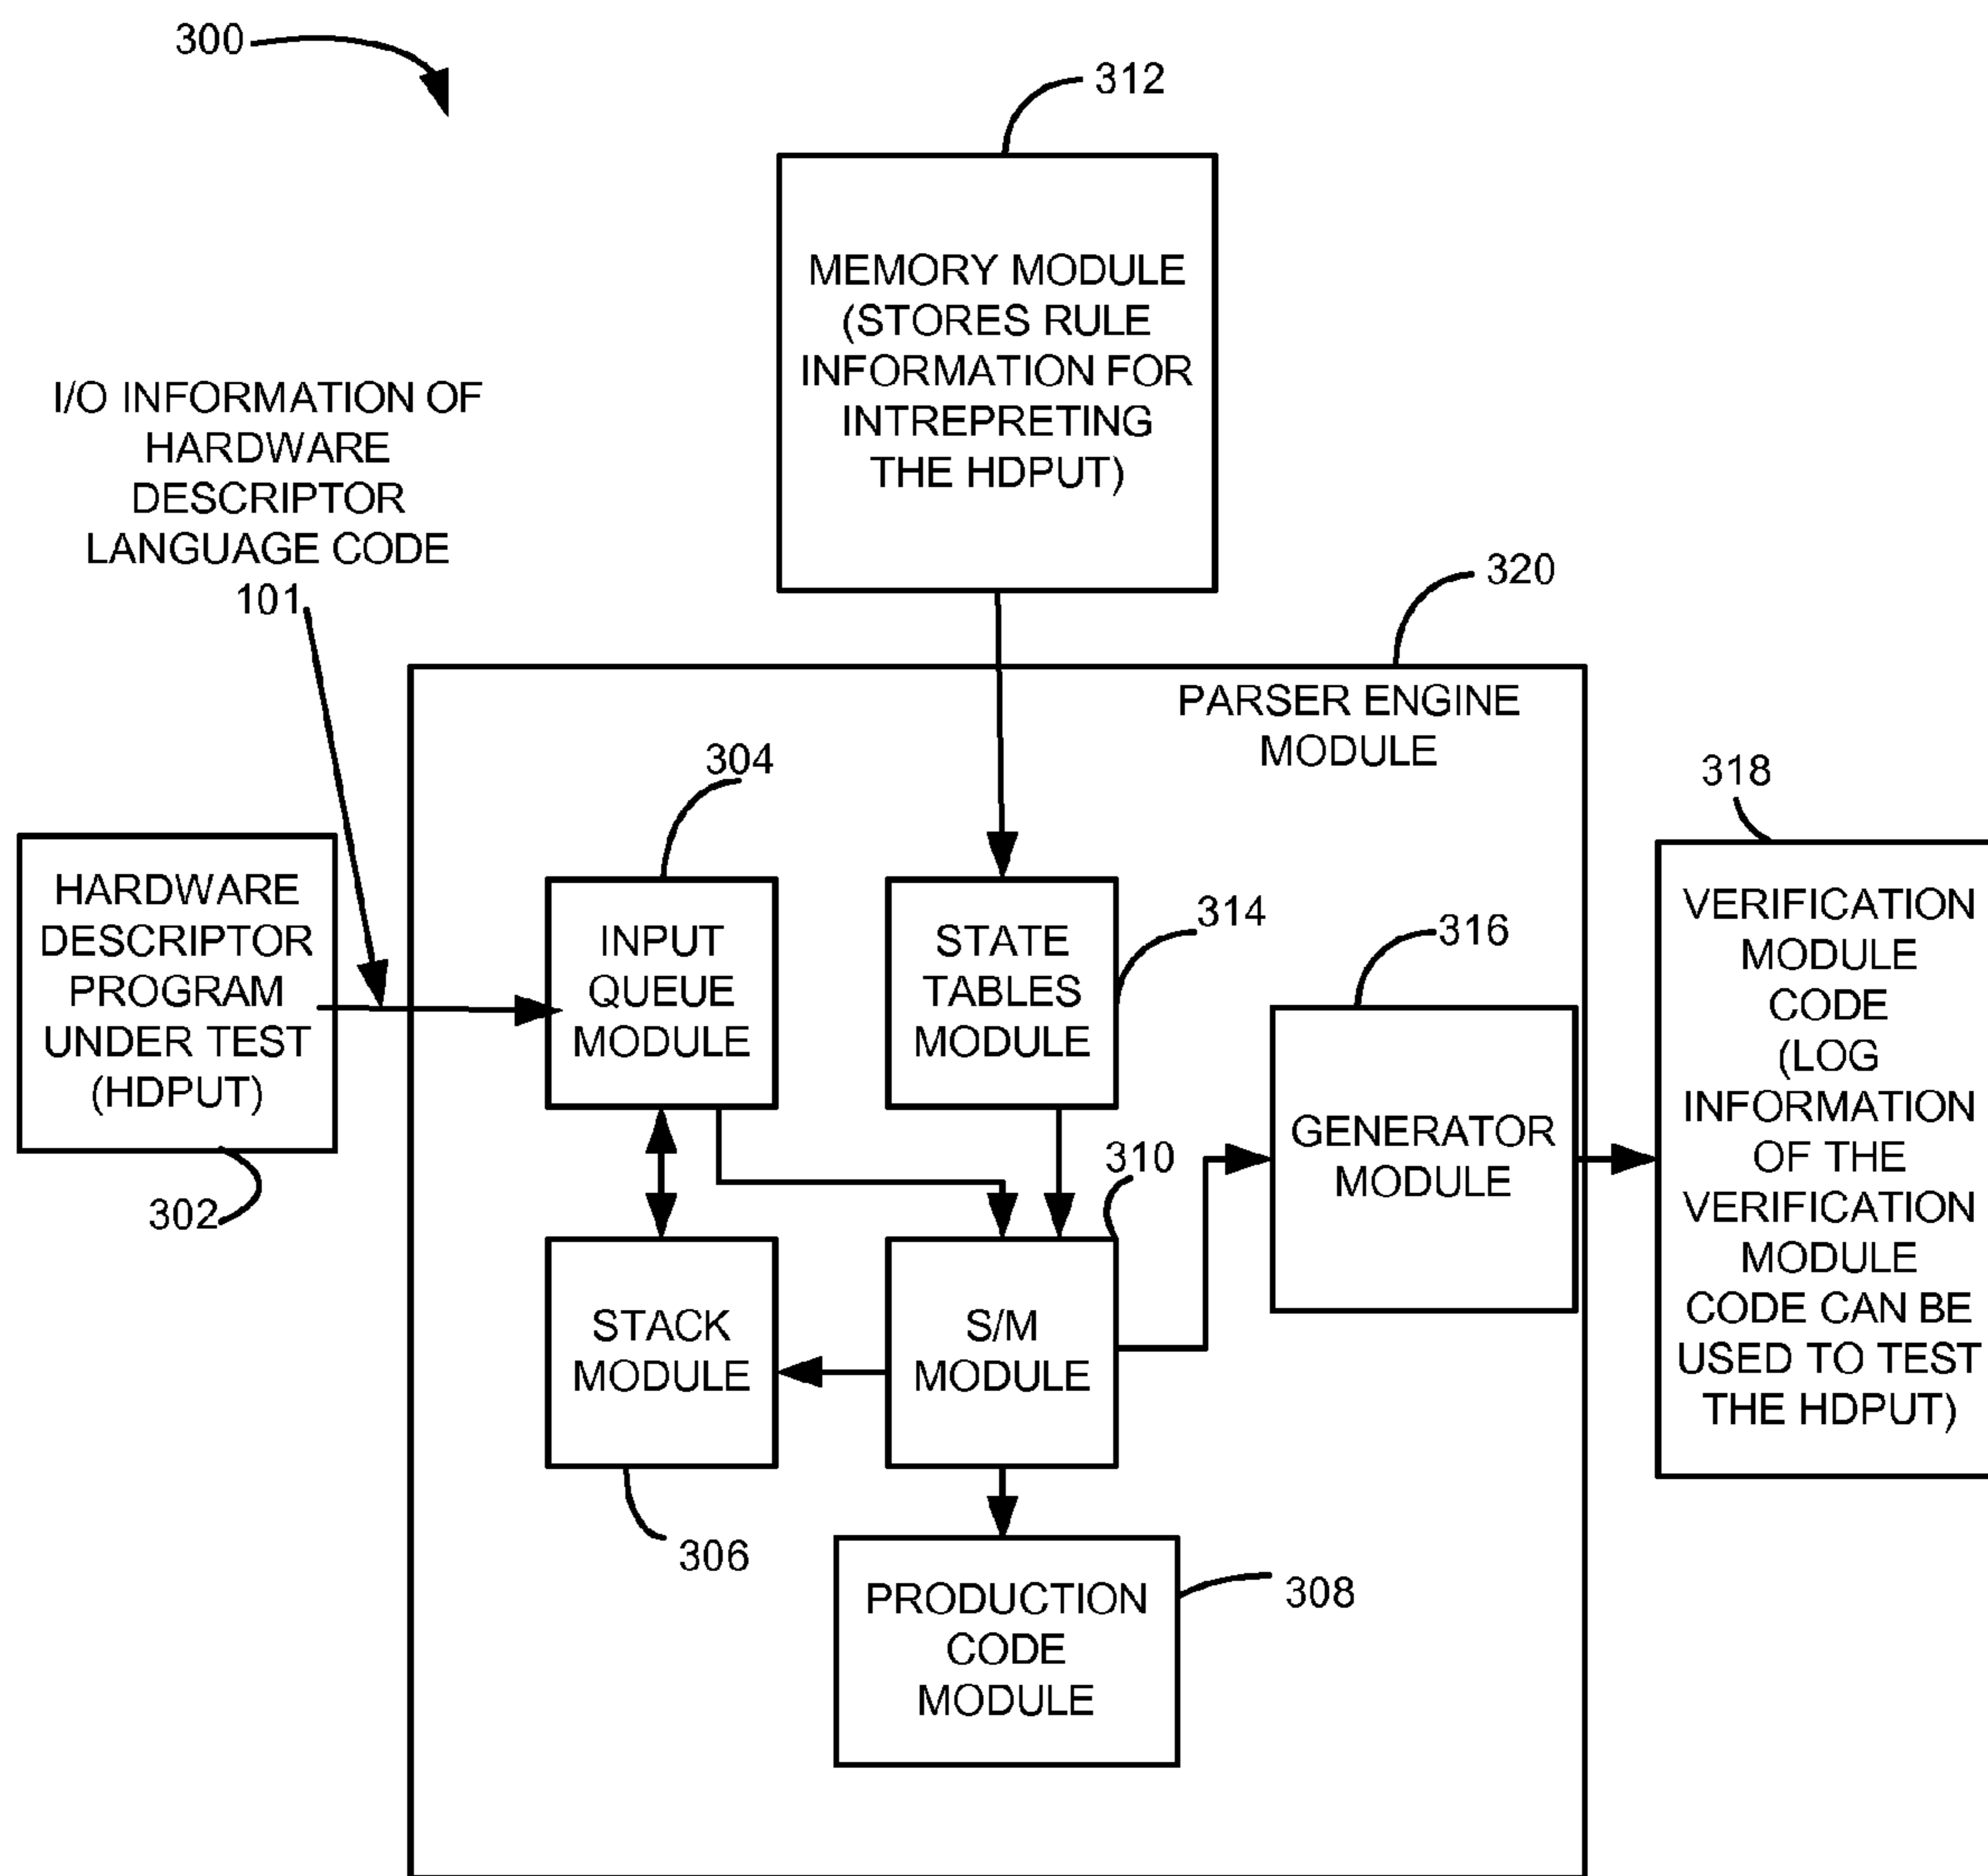 300
312
MEMORY MODULE
(STORES RULE
INFORMATION FOR
INTREPRETING
THE HDPUT)
I/O INFORMATION OF
HARDWARE
DESCRIPTOR
LANGUAGE CODE
101
320
PARSER ENGINE
MODULE
304
318
HARDWARE
DESCRIPTOR
PROGRAM
UNDER TEST
(HDPUT)
302
INPUT
QUEUE
MODULE
STATE
TABLES
MODULE
314
316
GENERATOR
MODULE
VERIFICATION
MODULE
CODE
(LOG
INFORMATION
OF THE
VERIFICATION
MODULE
CODE CAN BE
USED TO TEST
THE HDPUT)
310
STACK
MODULE
S/M
MODULE
306
PRODUCTION
CODE
MODULE
308